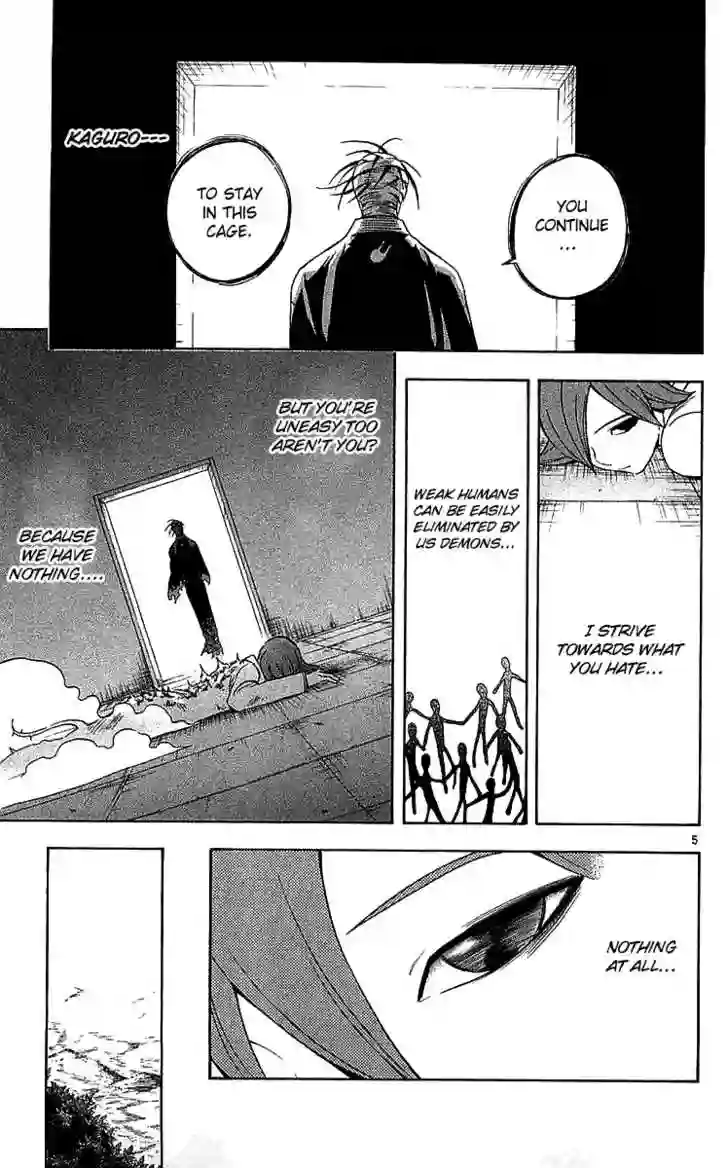 YOU
CONTINUE
...
TO STAY
IN THIS
CAGE.
KAGURO---
I STRIVE
TOWARDS WHAT
YOU HATE...
WEAK HUMANS
CAN BE EASILY
ELIMINATED BY
US DEMONS...
BUT YOU'RE
UNEASY TOO
AREN'T YOU?
BECAUSE
WE HAVE
NOTHING....
5
NOTHING
AT ALL...